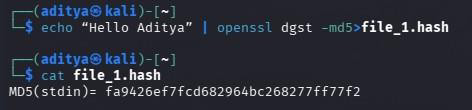 ┌──(aditya㉿kali)-[~]
└─$ echo “Hello Aditya” | openssl dgst -md5>file_1.hash
┌──(aditya㉿kali)-[~]
└─$ cat file_1.hash
MD5(stdin)= fa9426ef7fcd682964bc268277ff77f2